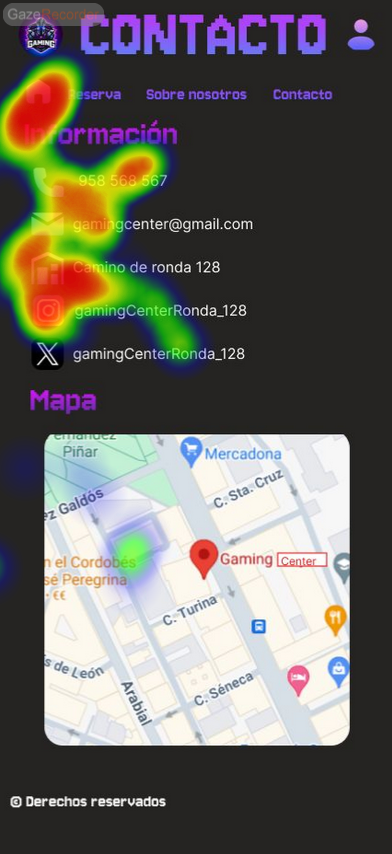 GazeRecorder
GAMING
CONTACTO
Reserva Sobre nosotros Contacto
Información
958 568 567
gamingcenter@gmail.com
Camino de ronda 128
gamingCenterRonda_128
gamingCenterRonda_128
Mapa
Piñar
Mercadona
C. Sta. Cruz
ez Galdós
n el Cordobés
sé Peregrina
€€
Gaming Center
C. Turina
s de León
Arabial
C. Séneca
© Derechos reservados